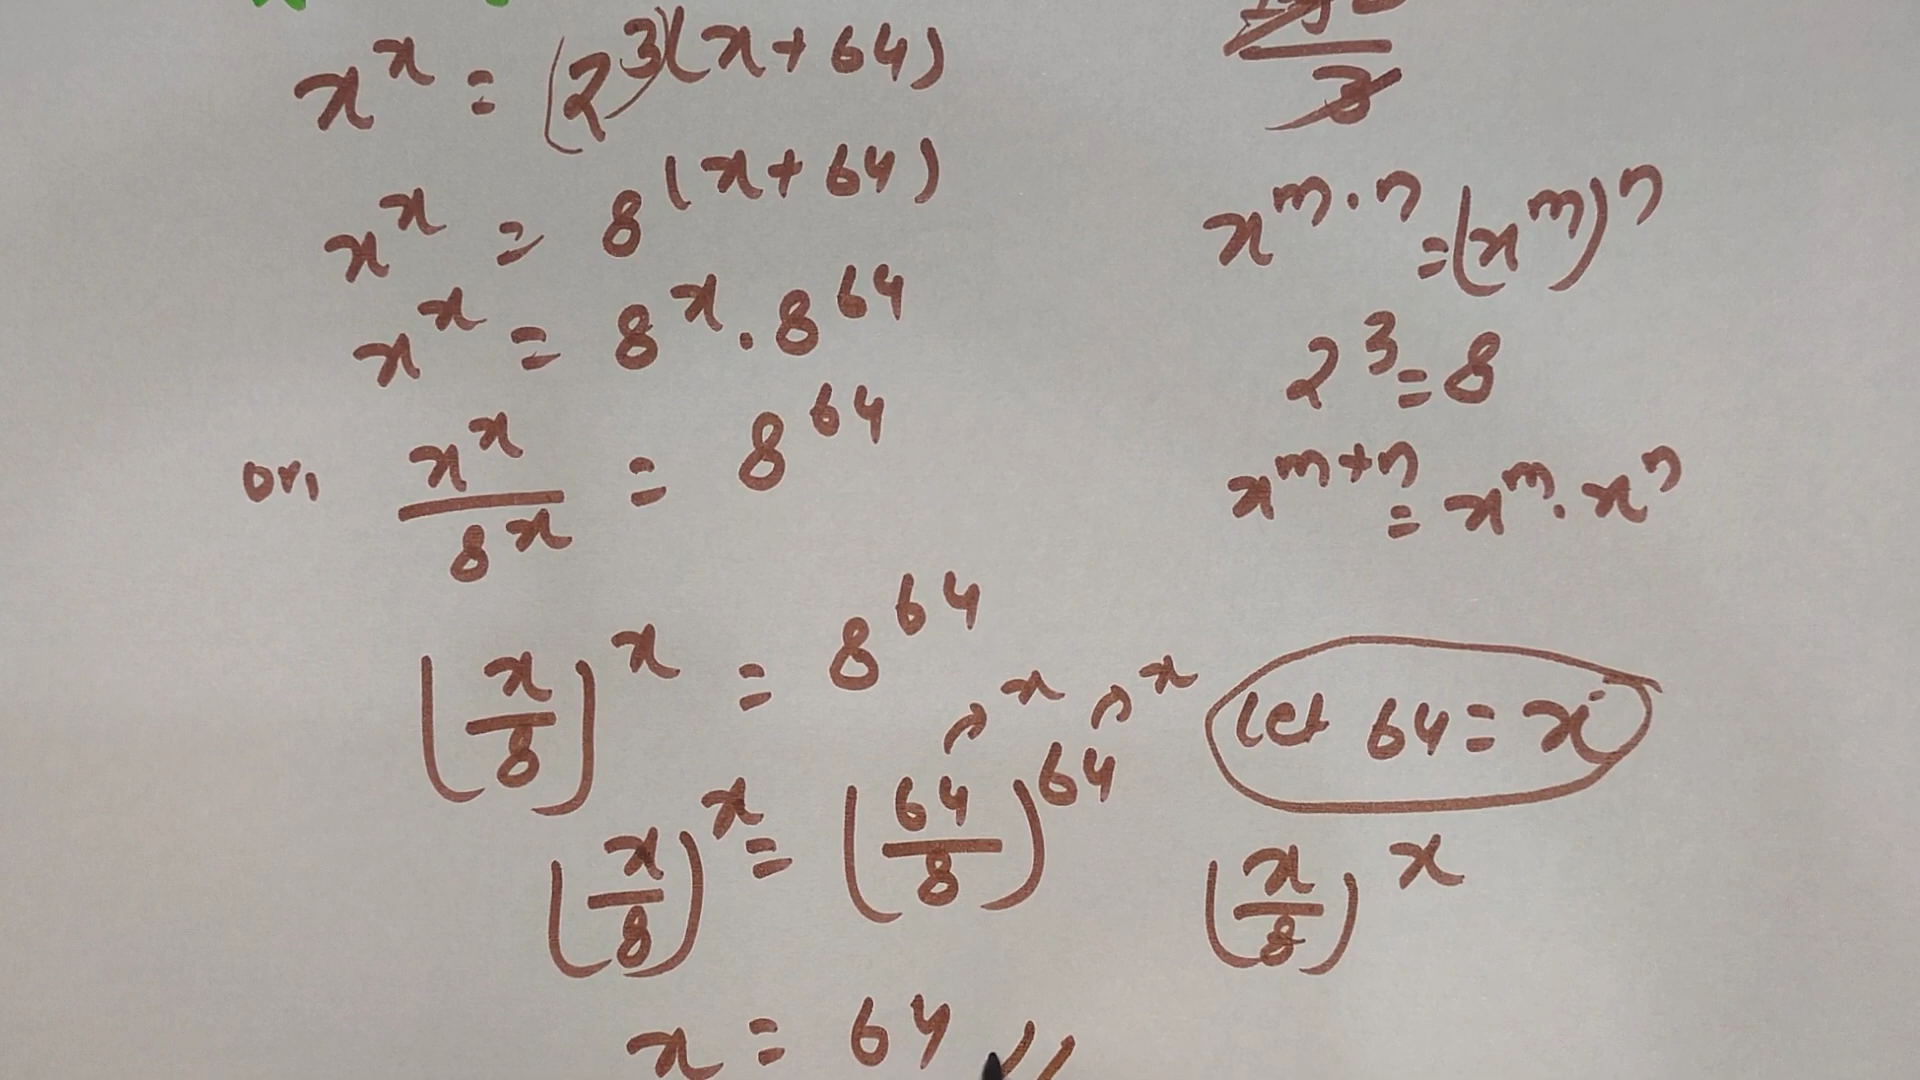 x^x = (2^3)^(x+64)
x^x = 8^(x+64)
x^x = 8^x . 8^64
or, x^x/8^x = 8^64
(x/8)^x = 8^64
(x/8)^x = (64/8)^64
x = 64 //
3
x^m.n = (x^m)^n
2^3 = 8
x^m+n = x^m . x^n
x x
let 64 = x
(x/8)^x